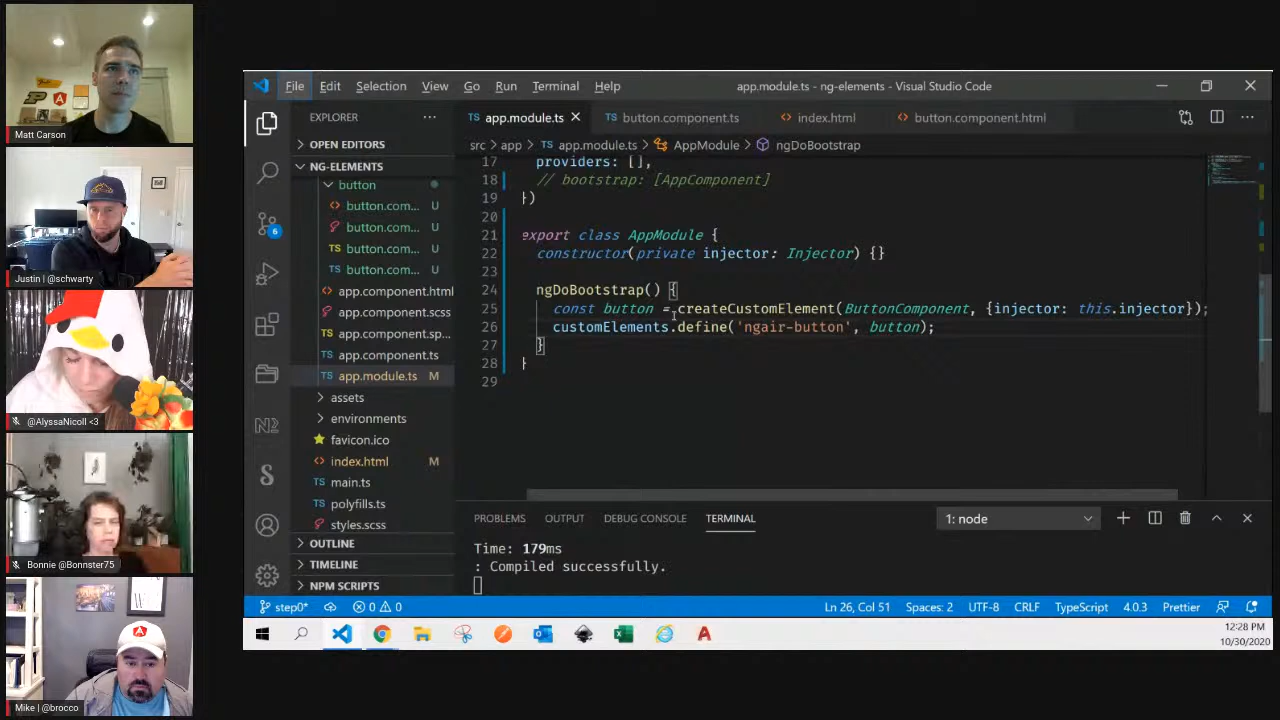 Matt Carson
Justin | @schwarty
@AlyssaNicoll <3
Bonnie @Bonnster75
Mike | @brocco
File Edit Selection View Go Run Terminal Help
app.module.ts - ng-elements - Visual Studio Code
EXPLORER
OPEN EDITORS
NG-ELEMENTS
button
button.com... U
button.com... U
button.com... U
button.com... U
app.component.html
app.component.scss
app.component.sp...
app.component.ts
app.module.ts M
assets
environments
favicon.ico
index.html M
main.ts
polyfills.ts
styles.scss
OUTLINE
TIMELINE
NPM SCRIPTS
6
app.module.ts button.component.ts index.html button.component.html
src > app > app.module.ts > AppModule > ngDoBootstrap
17 providers: [],
18 // bootstrap: [AppComponent]
19 })
20
21 export class AppModule {
22 constructor(private injector: Injector) {}
23
24 ngDoBootstrap() {
25 const button = createCustomElement(ButtonComponent, {injector: this.injector});
26 customElements.define('ngair-button', button);
27 }
28 }
29
PROBLEMS OUTPUT DEBUG CONSOLE TERMINAL 1: node
Time: 179ms
: Compiled successfully.
step0* 0 0 Ln 26, Col 51 Spaces: 2 UTF-8 CRLF TypeScript 4.0.3 Prettier
12:28 PM
10/30/2020